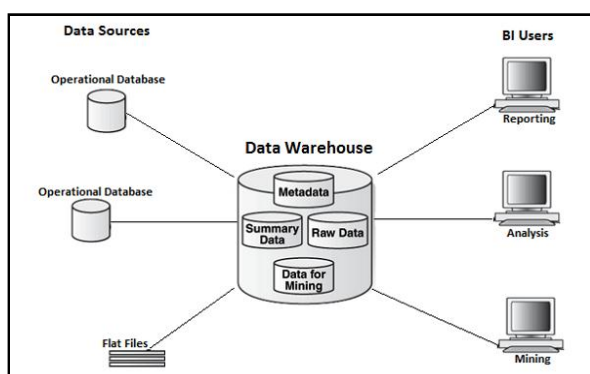 Data Sources
BI Users
Operational Database
Reporting
Data Warehouse
Metadata
Operational Database
Summary
Data
Raw Data
Analysis
Data for
Mining
Flat Files
Mining